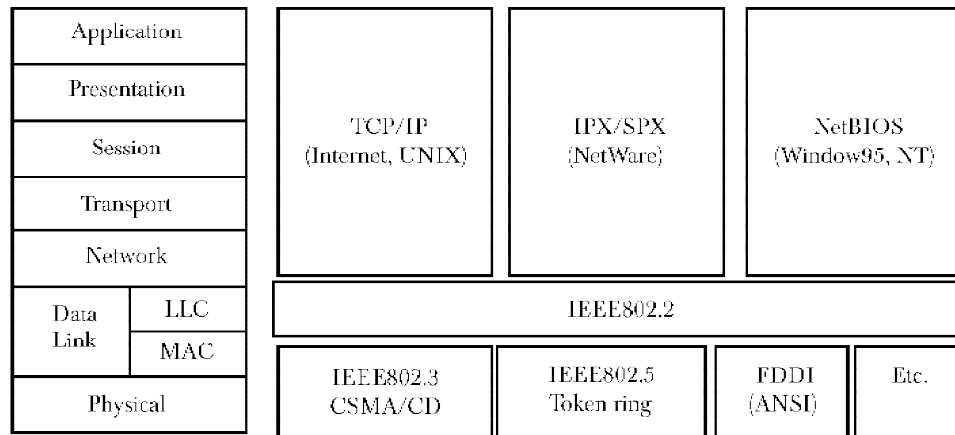 Application
Presentation
Session
Transport
Network
Data
Link
LLC
MAC
Physical
TCP/IP
(Internet, UNIX)
IPX/SPX
(NetWare)
NetBIOS
(Window95, NT)
IEEE802.2
IEEE802.3
CSMA/CD
IEEE802.5
Token ring
FDDI
(ANSI)
Etc.